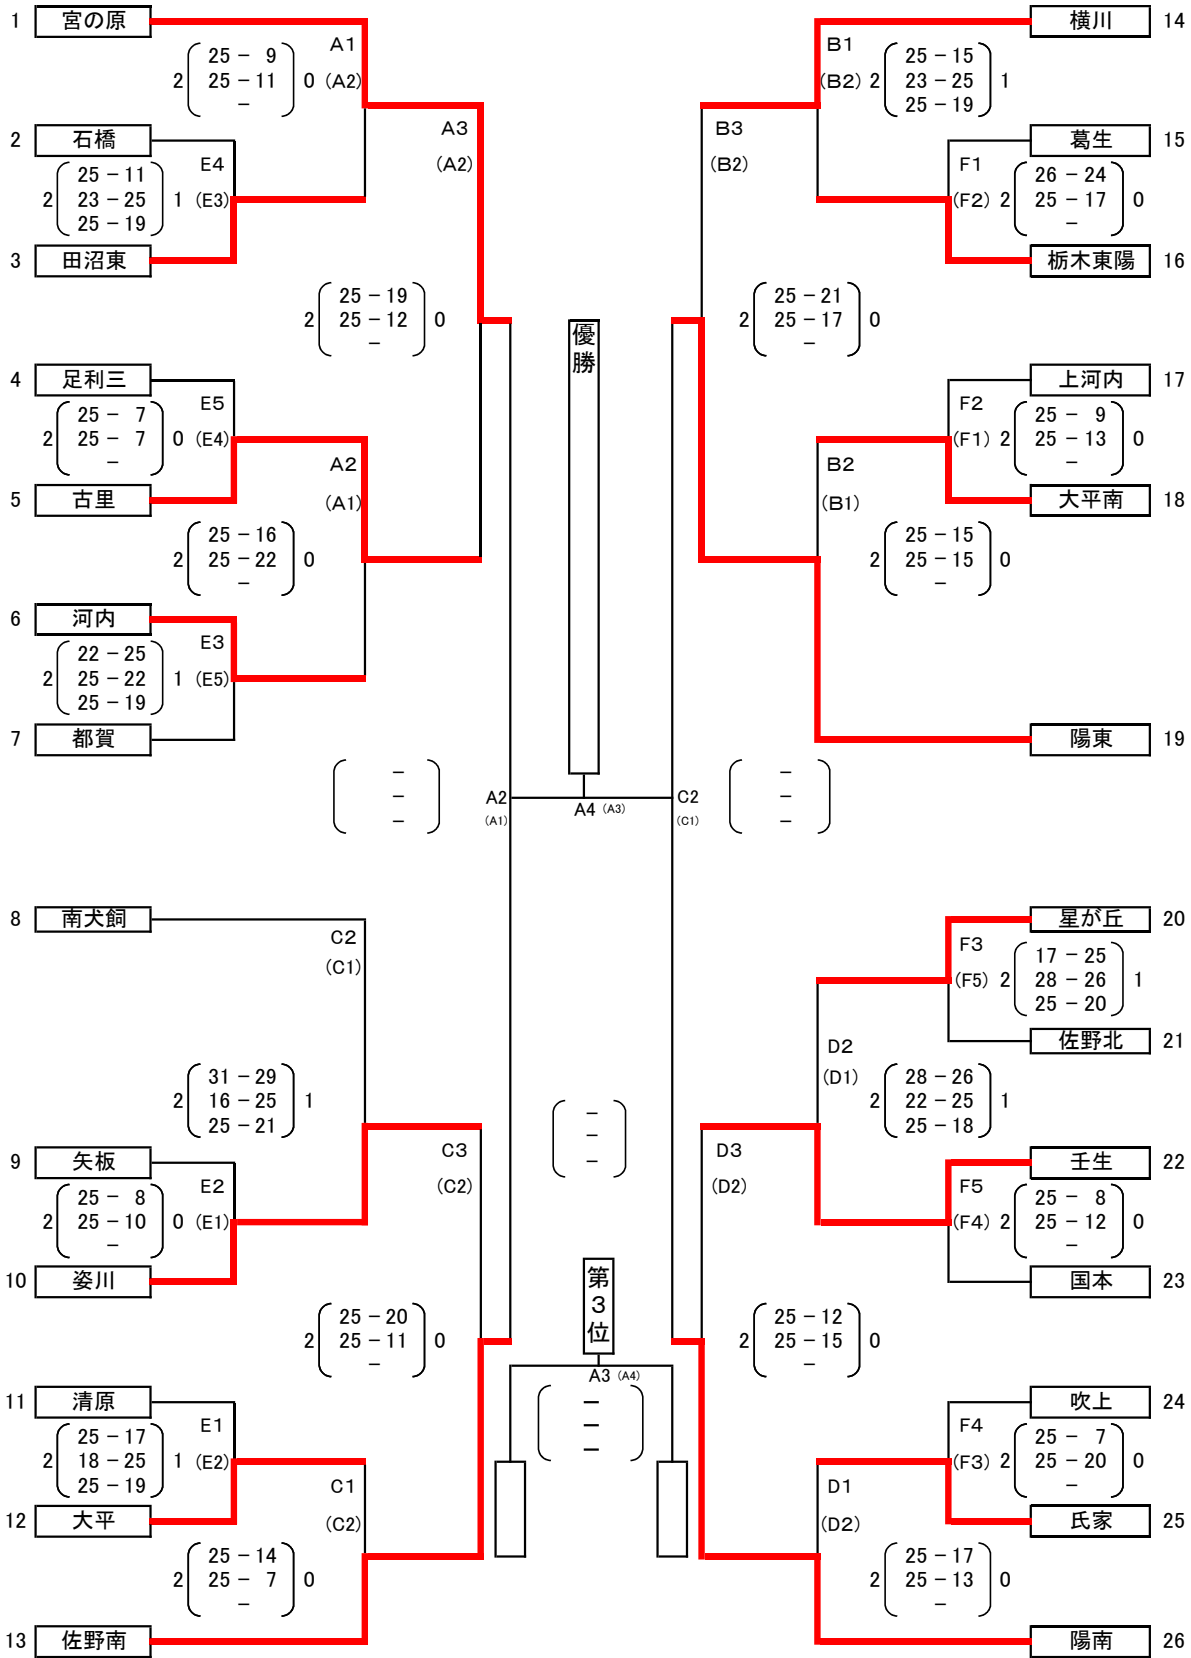 1 宮の原
A1
(A2)
2 25 - 9 0
25 - 11
-
2 石橋
E4
(E3)
2 25 - 11 1
23 - 25
25 - 19
3 田沼東
A3
(A2)
2 25 - 19 0
25 - 12
-
4 足利三
E5
(E4)
2 25 - 7 0
25 - 7
-
5 古里
A2
(A1)
2 25 - 16 0
25 - 22
-
6 河内
E3
(E5)
2 22 - 25 1
25 - 22
25 - 19
7 都賀
-
-
-
A2
(A1)
8 南犬飼
C2
(C1)
2 31 - 29 1
16 - 25
25 - 21
9 矢板
E2
(E1)
2 25 - 8 0
25 - 10
-
10 姿川
C3
(C2)
2 25 - 20 0
25 - 11
-
11 清原
E1
(E2)
2 25 - 17 1
18 - 25
25 - 19
12 大平
C1
(C2)
2 25 - 14 0
25 - 7
-
13 佐野南
優勝
A4 (A3)
-
-
-
第3位
A3 (A4)
-
-
-
横川 14
B1
(B2)
2 25 - 15 1
23 - 25
25 - 19
葛生 15
F1
(F2)
2 26 - 24 0
25 - 17
-
栃木東陽 16
B3
(B2)
2 25 - 21 0
25 - 17
-
上河内 17
F2
(F1)
2 25 - 9 0
25 - 13
-
大平南 18
B2
(B1)
2 25 - 15 0
25 - 15
-
陽東 19
C2
(C1)
-
-
-
星が丘 20
F3
(F5)
2 17 - 25 1
28 - 26
25 - 20
佐野北 21
D2
(D1)
2 28 - 26 1
22 - 25
25 - 18
壬生 22
F5
(F4)
2 25 - 8 0
25 - 12
-
国本 23
D3
(D2)
2 25 - 12 0
25 - 15
-
吹上 24
F4
(F3)
2 25 - 7 0
25 - 20
-
氏家 25
D1
(D2)
2 25 - 17 0
25 - 13
-
陽南 26